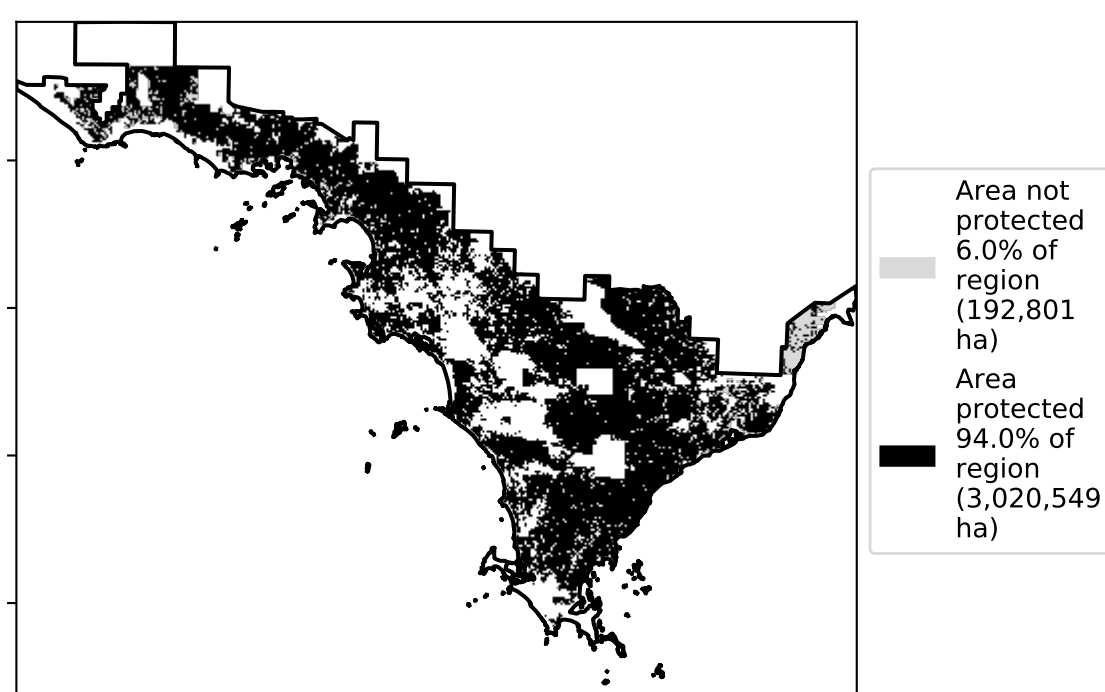 Area not
protected
6.0% of
region
(192,801
ha)
Area
protected
94.0% of
region
(3,020,549
ha)